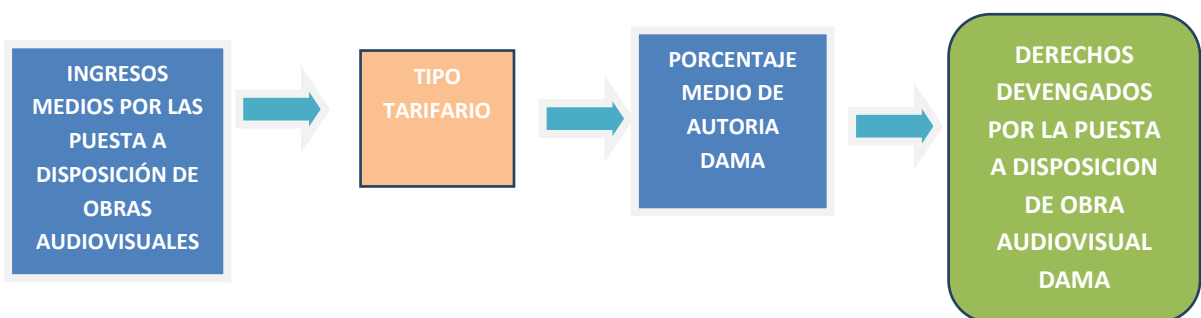 INGRESOS
MEDIOS POR LAS
PUESTA A
DISPOSICIÓN DE
OBRAS
AUDIOVISUALES
TIPO
TARIFARIO
PORCENTAJE
MEDIO DE
AUTORIA
DAMA
DERECHOS
DEVENGADOS
POR LA PUESTA
A DISPOSICION
DE OBRA
AUDIOVISUAL
DAMA